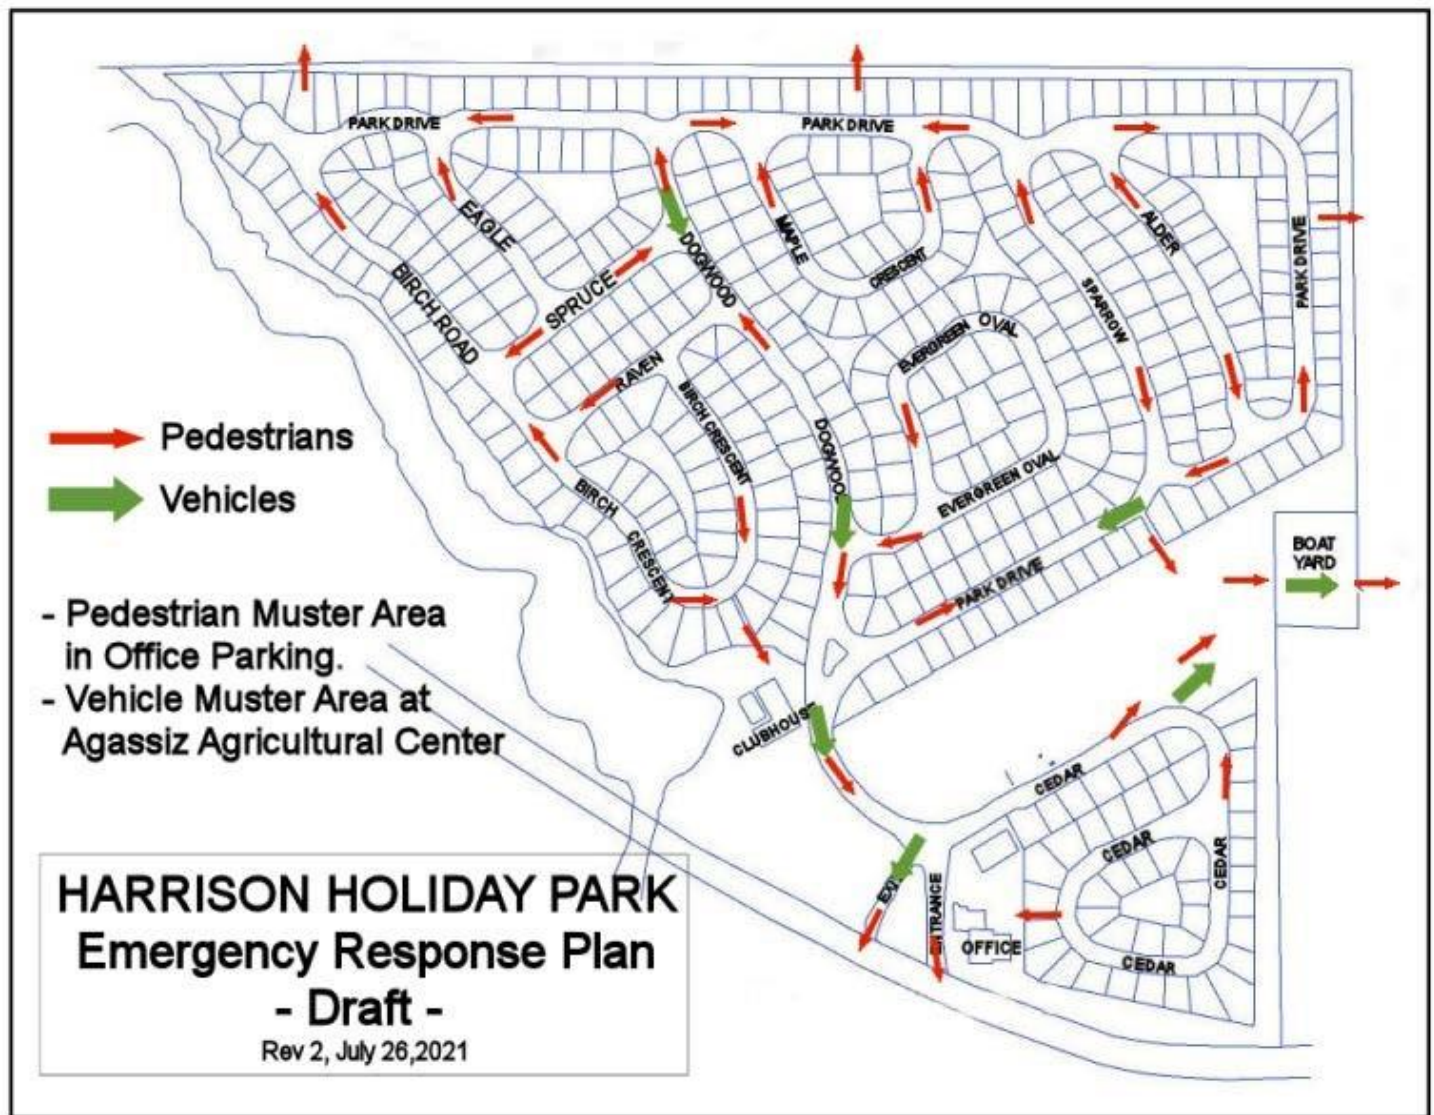 PARK DRIVE
PARK DRIVE
EAGLE
MAPLE
CRESCENT
ALDER
PARK DRIVE
DOGWOOD
SPRUCE
BIRCH ROAD
SPARROW
EVERGREEN OVAL
RAVEN
BIRCH CRESCENT
DOGWOOD
EVERGREEN OVAL
Pedestrians
Vehicles
BIRCH
CRESCENT
BOAT
YARD
PARK DRIVE
- Pedestrian Muster Area
in Office Parking.
- Vehicle Muster Area at
Agassiz Agricultural Center
CLUBHOUSE
CEDAR
CEDAR
CEDAR
ENTRANCE
OFFICE
CEDAR
HARRISON HOLIDAY PARK
Emergency Response Plan
- Draft -
Rev 2, July 26,2021